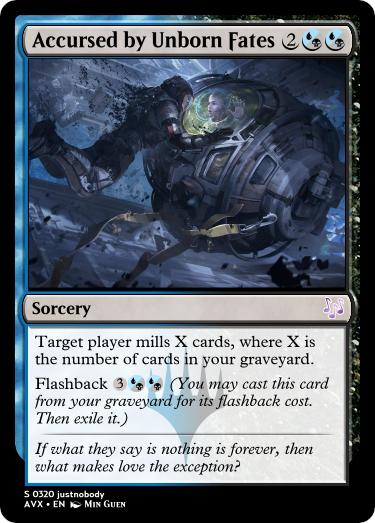 Accursed by Unborn Fates 2
Sorcery
Target player mills X cards, where X is
the number of cards in your graveyard.
Flashback 3 (You may cast this card
from your graveyard for its flashback cost.
Then exile it.)
If what they say is nothing is forever, then
what makes love the exception?
S 0320 justnobody
AVX • EN Min Guen